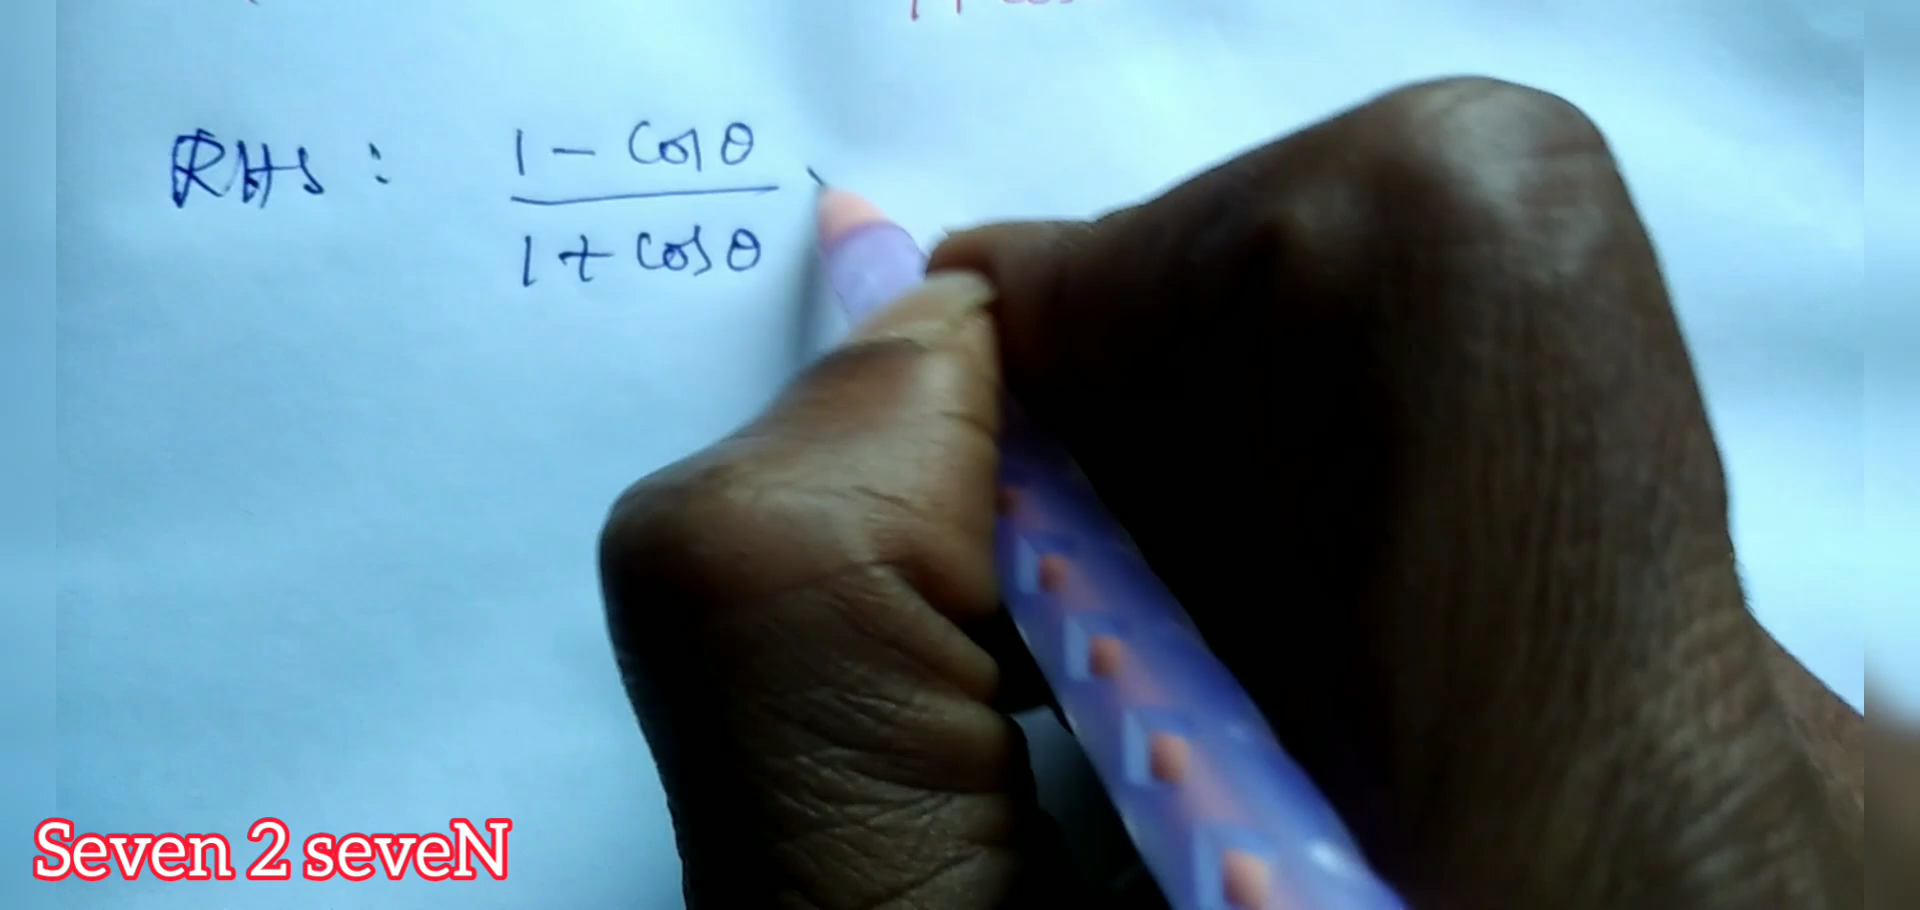 RHS : 1 - cos θ
1 + cos θ
Seven 2 seveN